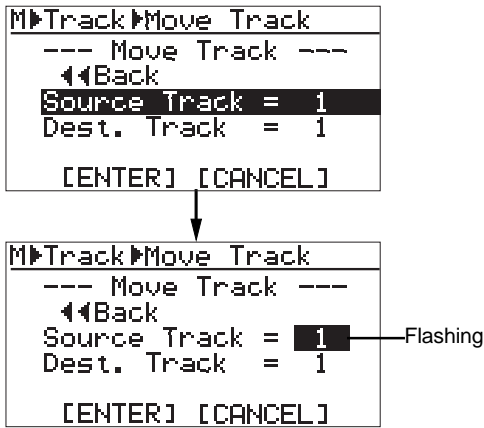 M▶Track▶Move Track
--- Move Track ---
◀◀Back
Source Track = 1
Dest. Track = 1
[ENTER] [CANCEL]
M▶Track▶Move Track
--- Move Track ---
◀◀Back
Source Track = 1
Flashing
Dest. Track = 1
[ENTER] [CANCEL]